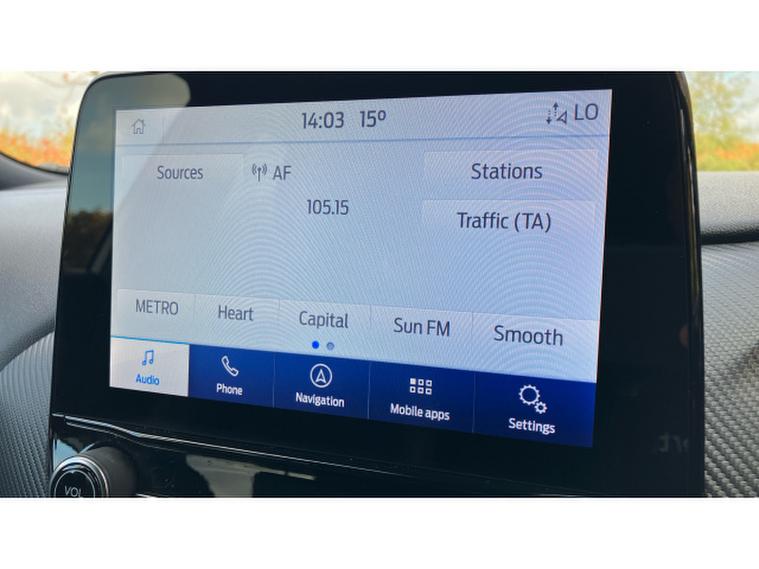 14:03 15° LO
Sources AF Stations
105.15
Traffic (TA)
METRO Heart Capital Sun FM Smooth
Audio Phone Navigation Mobile apps Settings
VOL